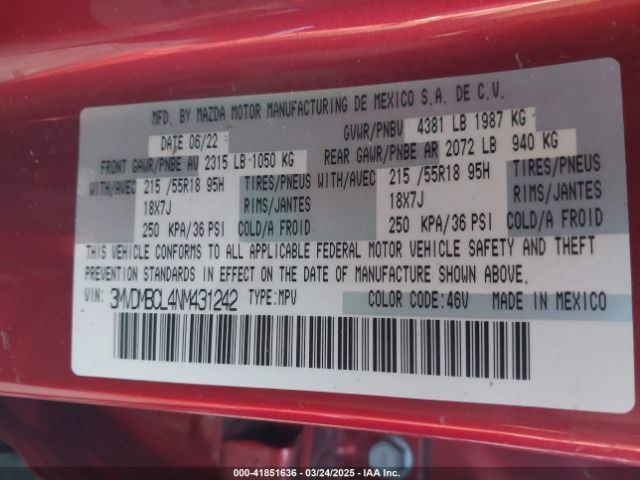 MFD. BY MAZDA MOTOR MANUFACTURING DE MEXICO S.A. DE C.V.
DATE 06/22 : GVWR/PNBV 4381 LB 1987 KG
FRONT GAWR/PNBE AV 2315 LB 1050 KG REAR GAWR/PNBE AR 2072 LB 940 KG
WITH/AVEC 215 /55R18 95H TIRES/PNEUS WITH/AVEC 215 /55R18 95H TIRES/PNEUS
18X7J RIMS/JANTES 18X7J RIMS/JANTES
250 KPA/36 PSI COLD/A FROID 250 KPA/36 PSI COLD/A FROID
THIS VEHICLE CONFORMS TO ALL APPLICABLE FEDERAL MOTOR VEHICLE SAFETY AND THEFT
PREVENTION STANDARDS IN EFFECT ON THE DATE OF MANUFACTURE SHOWN ABOVE.
VIN: 3MVDMBCL4NM431242 TYPE:MPV COLOR CODE:46V MADE IN MEXICO
000-41851636 - 03/24/2025 - IAA Inc.